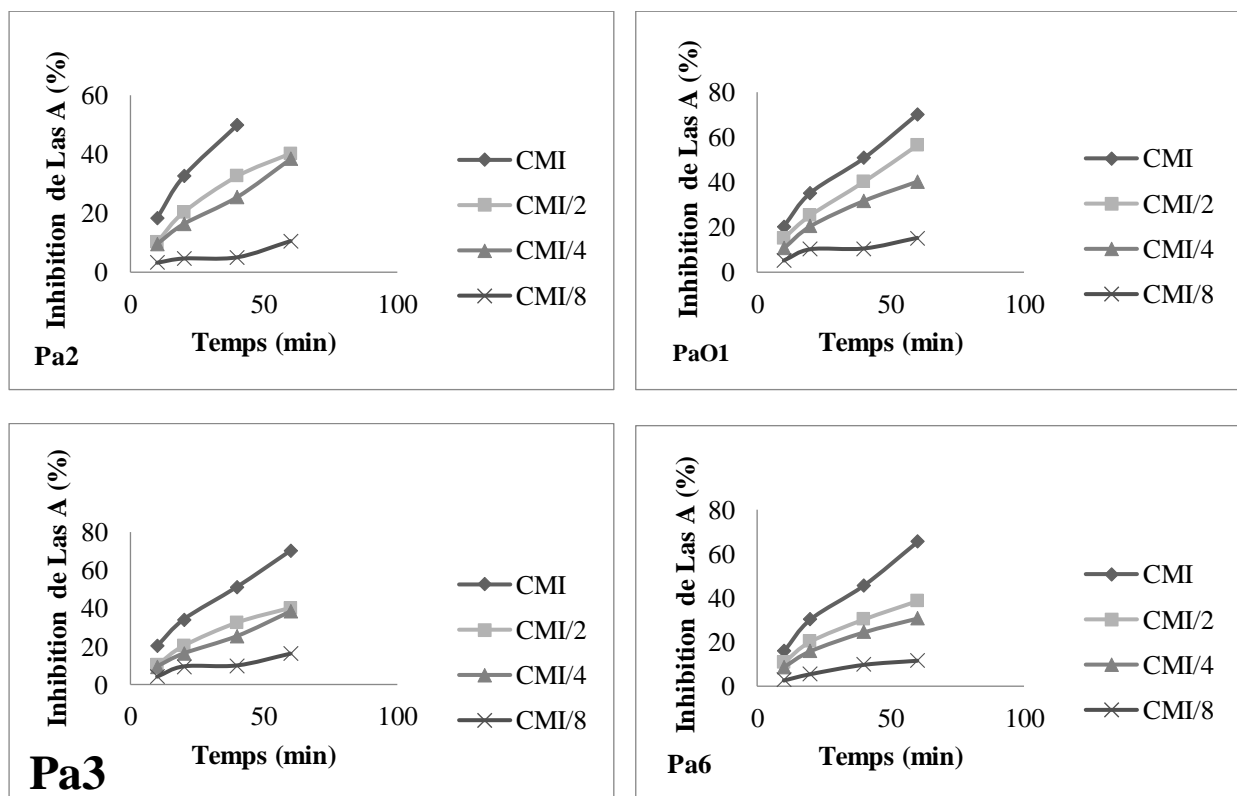 Inhibition de Las A (%)
60
40
20
0
0
50
100
Temps (min)
Pa2
CMI
CMI/2
CMI/4
CMI/8
Inhibition de Las A (%)
80
60
40
20
0
0
50
100
Temps (min)
PaO1
CMI
CMI/2
CMI/4
CMI/8
Inhibition de Las A (%)
80
60
40
20
0
0
50
100
Temps (min)
Pa3
CMI
CMI/2
CMI/4
CMI/8
Inhibition de Las A (%)
80
60
40
20
0
0
50
100
Temps (min)
Pa6
CMI
CMI/2
CMI/4
CMI/8